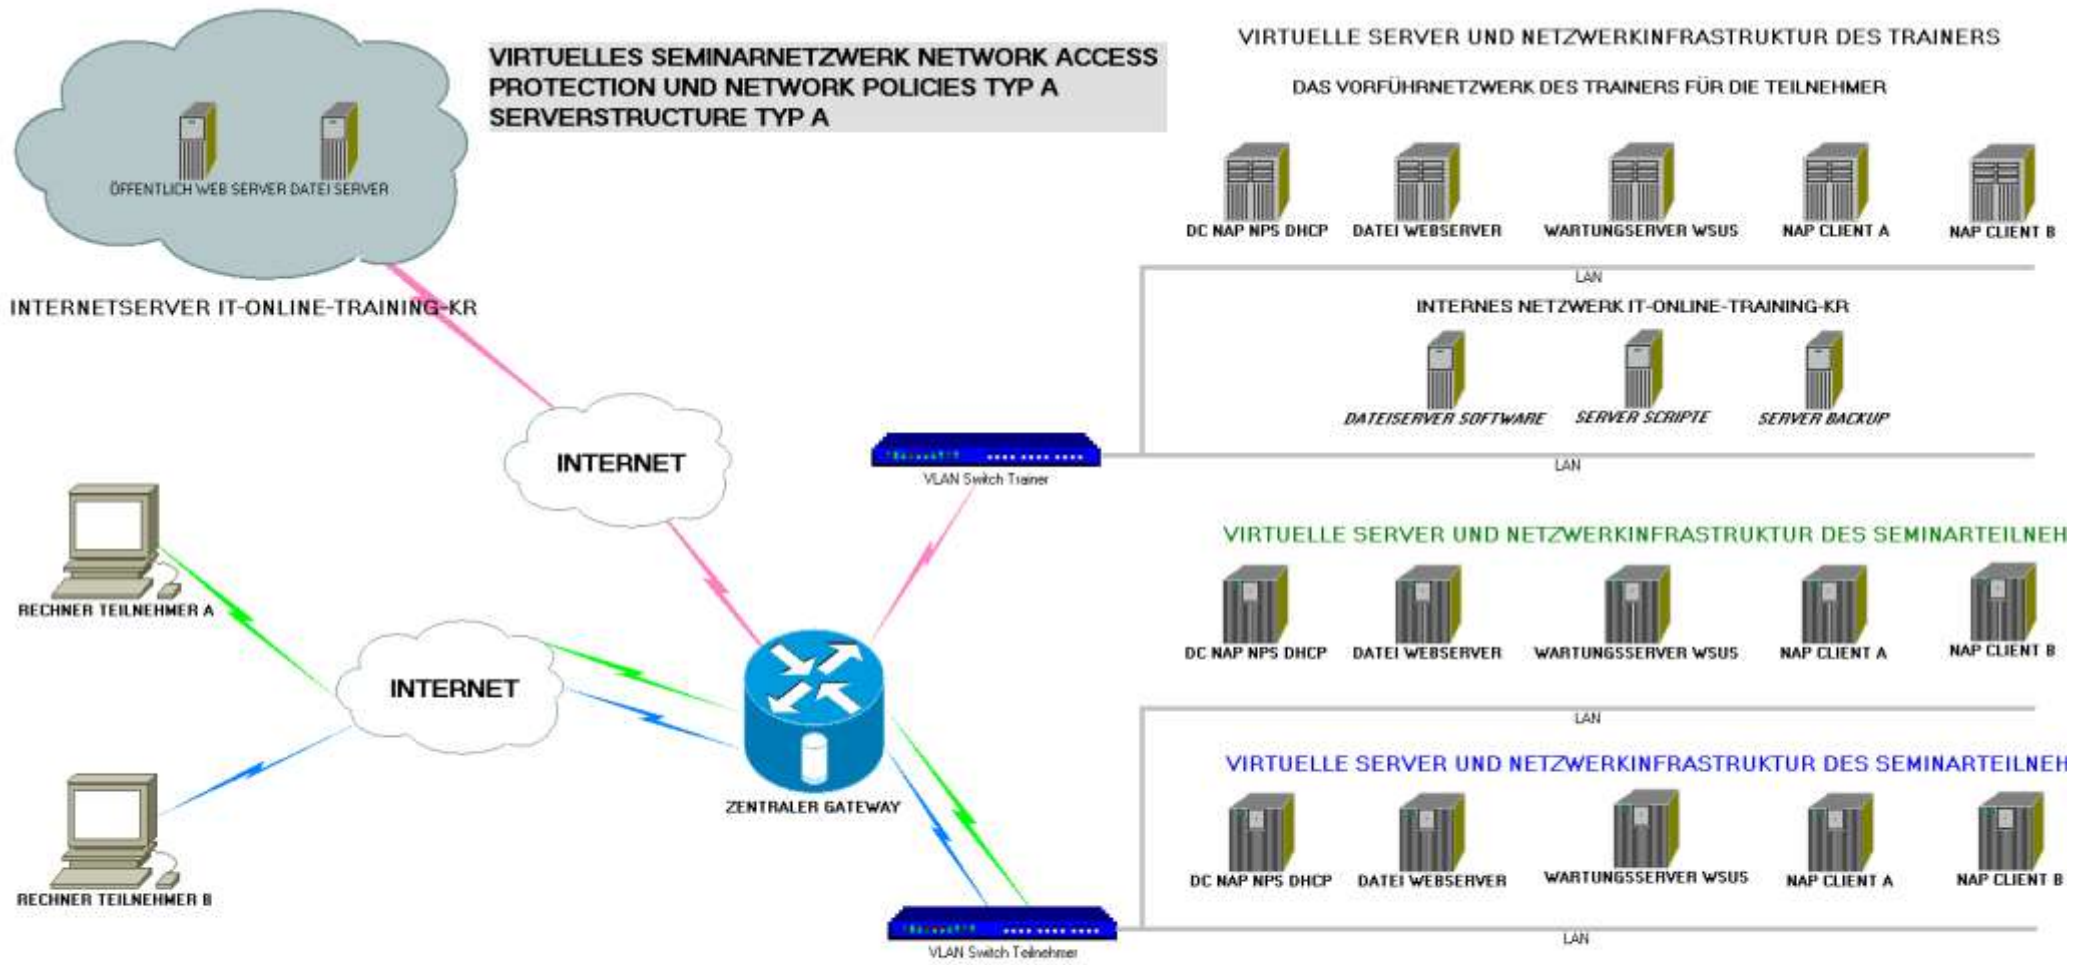 VIRTUELLES SEMINARNETZWERK NETWORK ACCESS
PROTECTION UND NETWORK POLICIES TYP A
SERVERSTRUCTURE TYP A
ÖFFENTLICH WEB SERVER DATEI SERVER
INTERNETSERVER IT-ONLINE-TRAINING-KR
VIRTUELLE SERVER UND NETZWERKINFRASTRUKTUR DES TRAINERS
DAS VORFÜHRNETZWERK DES TRAINERS FÜR DIE TEILNEHMER
DC NAP NPS DHCP DATEI WEBSERVER WARTUNGSERVER WSUS NAP CLIENT A NAP CLIENT B
LAN
INTERNES NETZWERK IT-ONLINE-TRAINING-KR
DATEISERVER SOFTWARE SERVER SCRIPTE SERVER BACKUP
LAN
INTERNET
VLAN Switch Trainer
RECHNER TEILNEHMER A
INTERNET
RECHNER TEILNEHMER B
ZENTRALER GATEWAY
VLAN Switch Teilnehmer
VIRTUELLE SERVER UND NETZWERKINFRASTRUKTUR DES SEMINARTEILNEH
DC NAP NPS DHCP DATEI WEBSERVER WARTUNGSSERVER WSUS NAP CLIENT A NAP CLIENT B
LAN
VIRTUELLE SERVER UND NETZWERKINFRASTRUKTUR DES SEMINARTEILNEH
DC NAP NPS DHCP DATEI WEBSERVER WARTUNGSSERVER WSUS NAP CLIENT A NAP CLIENT B
LAN